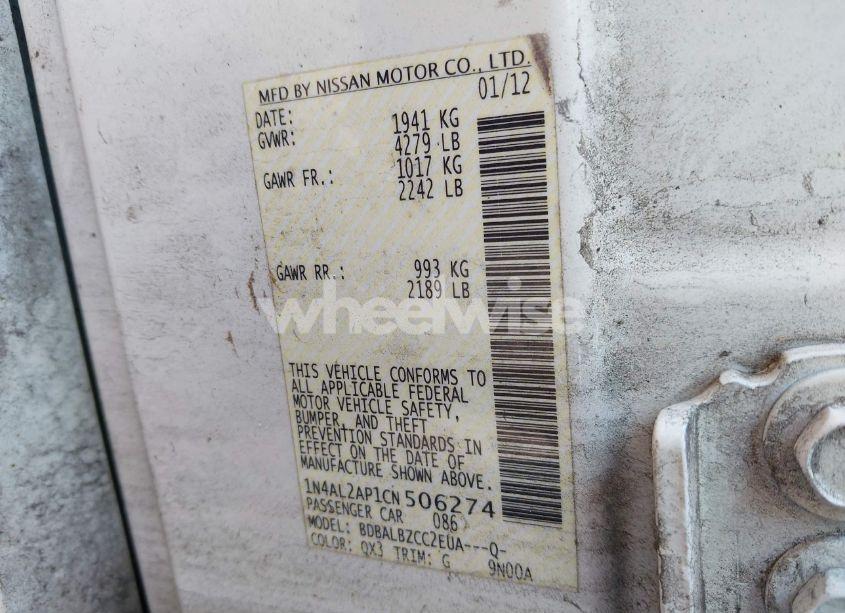 MFD BY NISSAN MOTOR CO., LTD.
DATE: 01/12
GVWR: 1941 KG
4279 LB
GAWR FR.: 1017 KG
2242 LB
GAWR RR.: 993 KG
2189 LB
wheelwise
THIS VEHICLE CONFORMS TO
ALL APPLICABLE FEDERAL
MOTOR VEHICLE SAFETY,
BUMPER, AND THEFT
PREVENTION STANDARDS IN
EFFECT ON THE DATE OF
MANUFACTURE SHOWN ABOVE.
1N4AL2AP1CN506274
PASSENGER CAR 086
MODEL: BDBALBZCC2EUA---Q-
COLOR: QX3 TRIM: G 9N00A